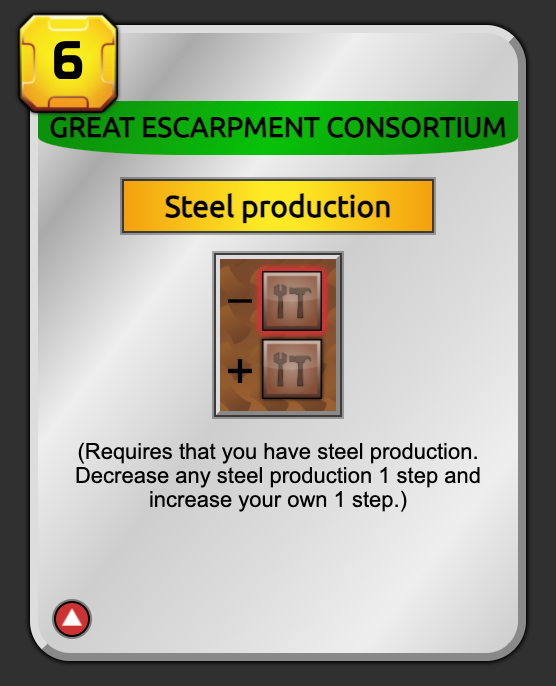 6
GREAT ESCARPMENT CONSORTIUM
Steel production
−
+
(Requires that you have steel production.
Decrease any steel production 1 step and
increase your own 1 step.)